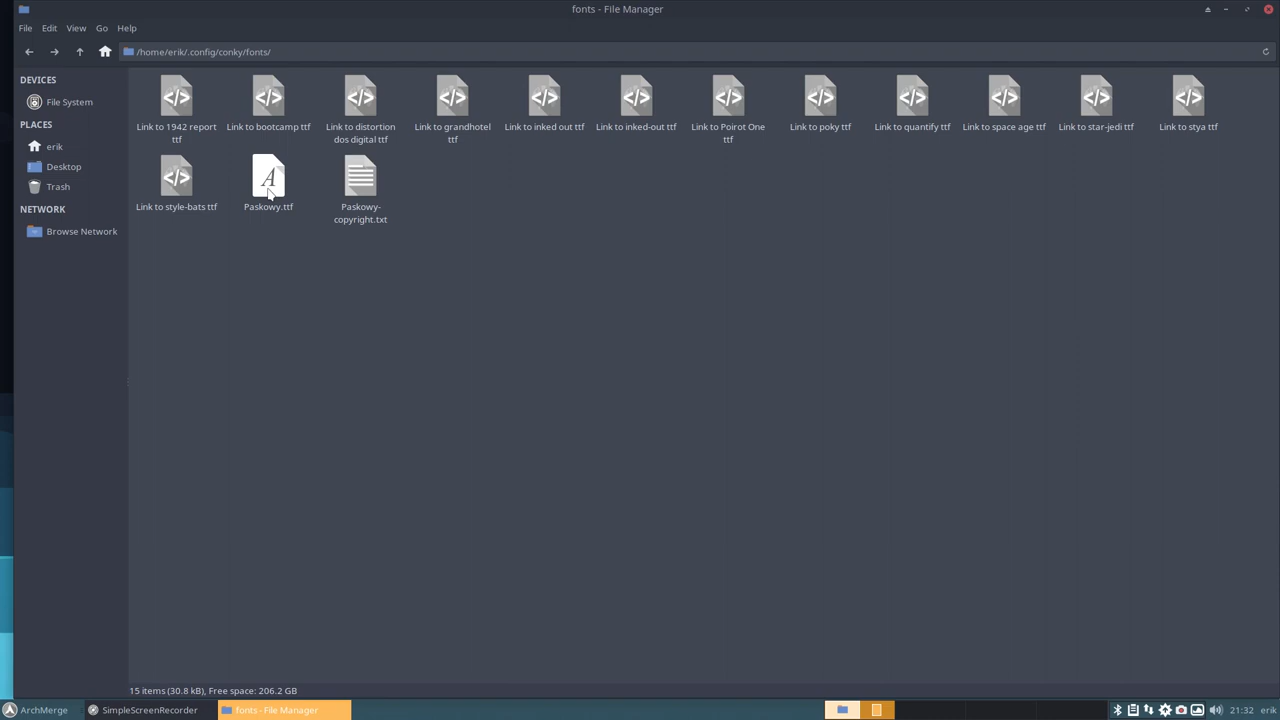 fonts - File Manager
File Edit View Go Help
/home/erik/.config/conky/fonts/
DEVICES
File System
PLACES
erik
Desktop
Trash
NETWORK
Browse Network
Link to 1942 report
ttf
Link to bootcamp ttf
Link to distortion
dos digital ttf
Link to grandhotel
ttf
Link to inked out ttf
Link to inked-out ttf
Link to Poirot One
ttf
Link to poky ttf
Link to quantify ttf
Link to space age ttf
Link to star-jedi ttf
Link to stya ttf
Link to style-bats ttf
A
Paskowy.ttf
Paskowy-
copyright.txt
15 items (30.8 kB), Free space: 206.2 GB
ArchMerge
SimpleScreenRecorder
fonts - File Manager
21:32 erik